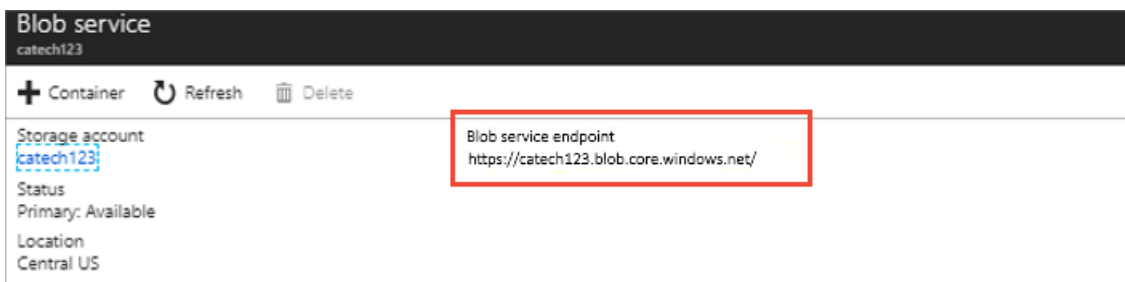 Blob service
catech123
Container Refresh Delete
Storage account
catech123
Status
Primary: Available
Location
Central US
Blob service endpoint
https://catech123.blob.core.windows.net/